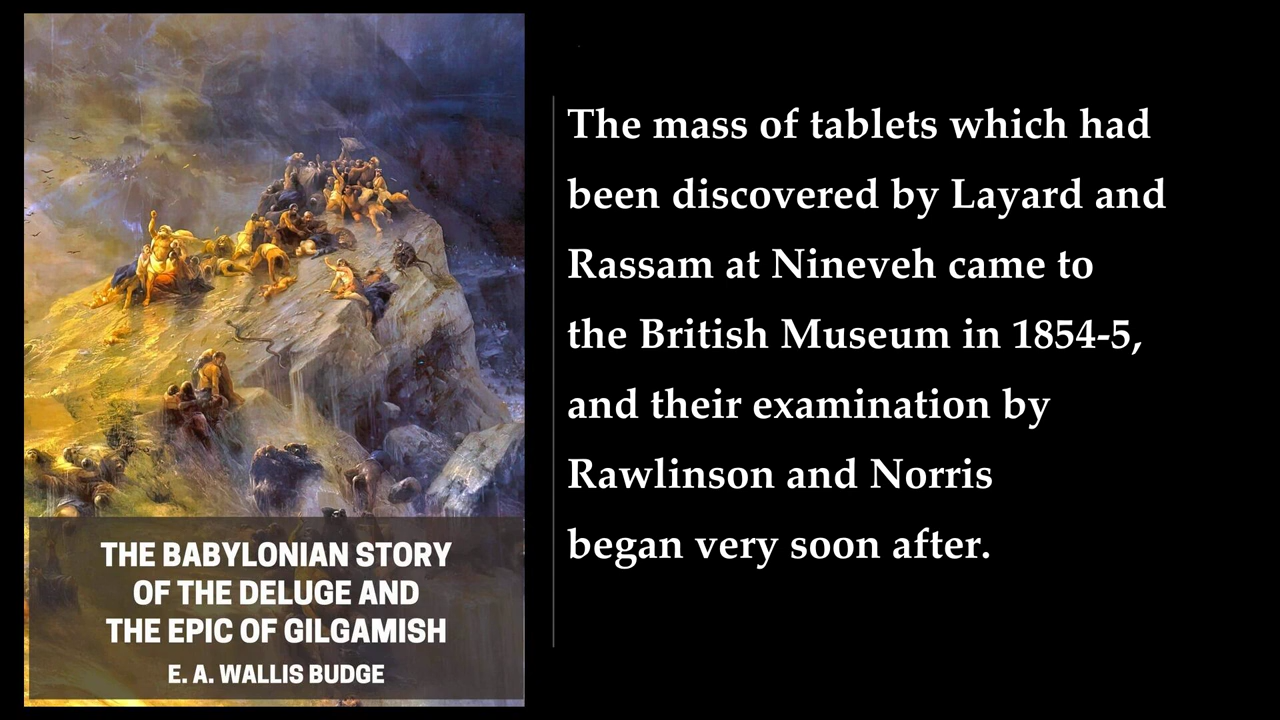 THE BABYLONIAN STORY
OF THE DELUGE AND
THE EPIC OF GILGAMISH
E. A. WALLIS BUDGE
The mass of tablets which had
been discovered by Layard and
Rassam at Nineveh came to
the British Museum in 1854-5,
and their examination by
Rawlinson and Norris
began very soon after.